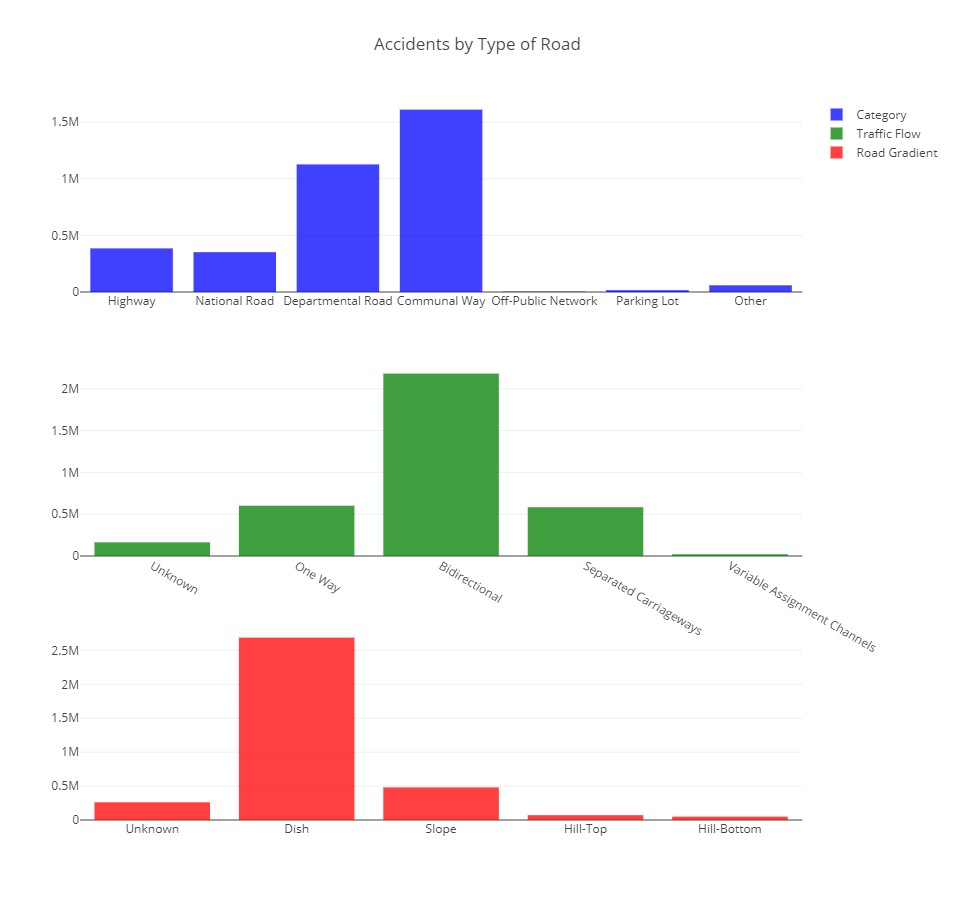 Accidents by Type of Road
Category
Traffic Flow
Road Gradient
1.5M
1M
0.5M
0
Highway National Road Departmental Road Communal Way Off-Public Network Parking Lot Other
2M
1.5M
1M
0.5M
0
Unknown One Way Bidirectional Separated Carriageways Variable Assignment Channels
2.5M
2M
1.5M
1M
0.5M
0
Unknown Dish Slope Hill-Top Hill-Bottom